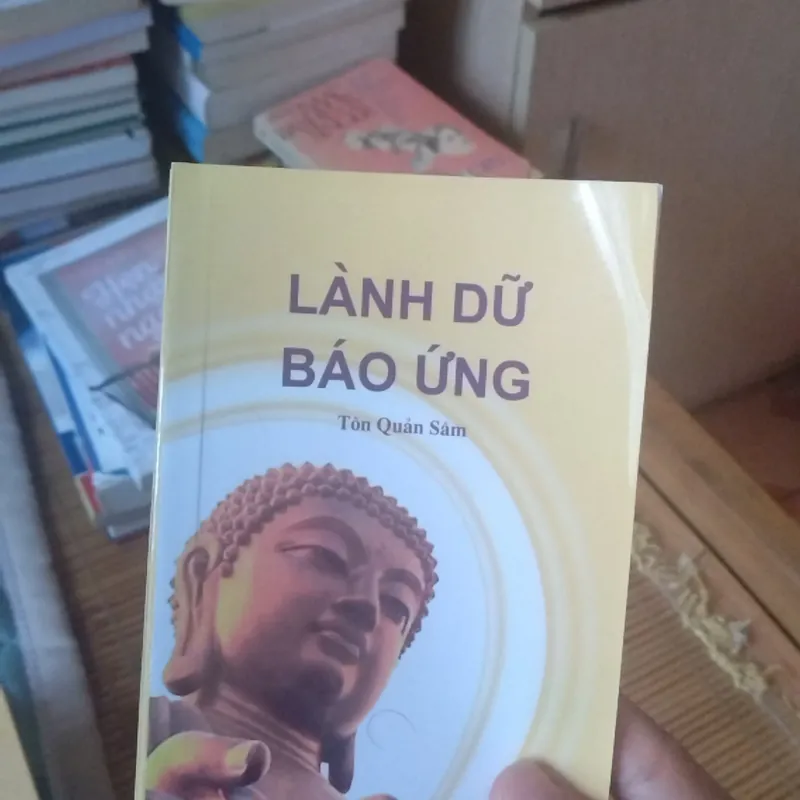 LÀNH DỮ
BÁO ỨNG
Tôn Quản Sâm